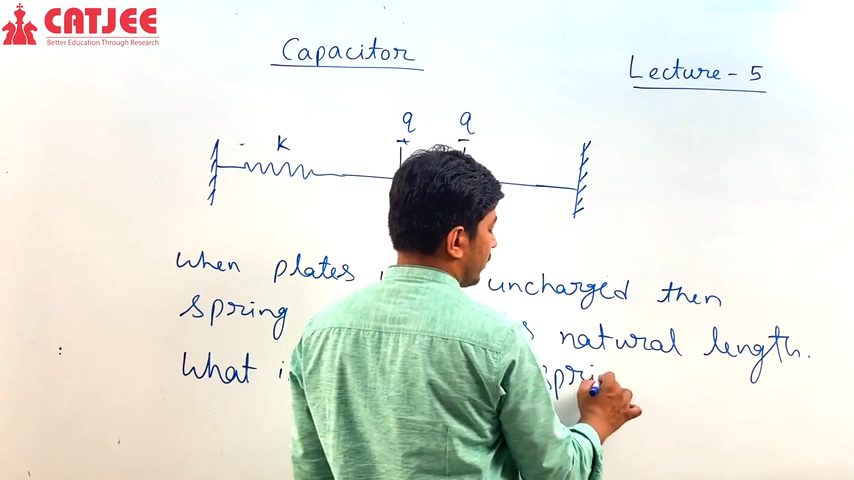 CATJEE
Better Education Through Research
Capacitor
Lecture - 5
q q
+ -
K
when plates uncharged then
spring natural length.
What